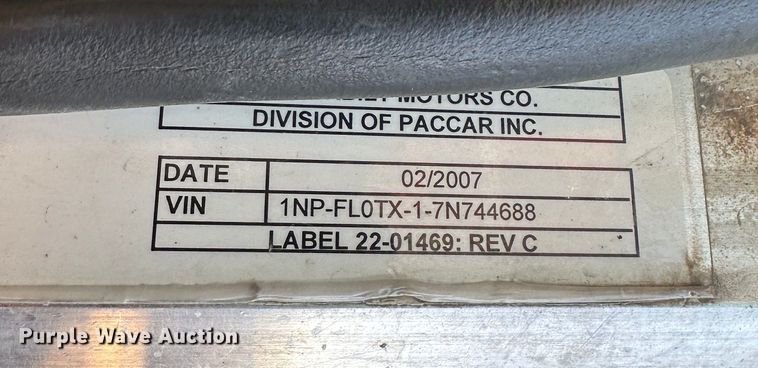 MOTORS CO.
DIVISION OF PACCAR INC.
DATE 02/2007
VIN 1NP-FL0TX-1-7N744688
LABEL 22-01469: REV C
Purple Wave Auction